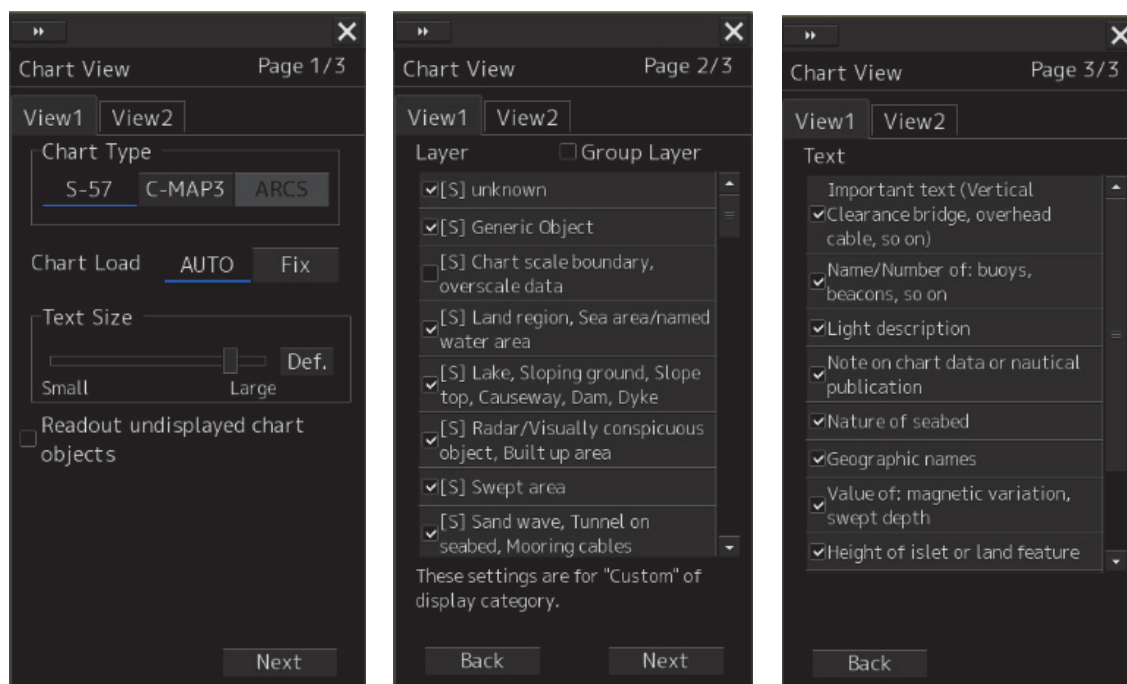 Chart View Page 1/3
View1 View2
Chart Type
S-57 C-MAP3 ARCS
Chart Load AUTO Fix
Text Size
Def.
Small Large
Readout undisplayed chart
objects
Next
Chart View Page 2/3
View1 View2
Layer Group Layer
[S] unknown
[S] Generic Object
[S] Chart scale boundary,
overscale data
[S] Land region, Sea area/named
water area
[S] Lake, Sloping ground, Slope
top, Causeway, Dam, Dyke
[S] Radar/Visually conspicuous
object, Built up area
[S] Swept area
[S] Sand wave, Tunnel on
seabed, Mooring cables
These settings are for "Custom" of
display category.
Back Next
Chart View Page 3/3
View1 View2
Text
Important text (Vertical
Clearance bridge, overhead
cable, so on)
Name/Number of: buoys,
beacons, so on
Light description
Note on chart data or nautical
publication
Nature of seabed
Geographic names
Value of: magnetic variation,
swept depth
Height of islet or land feature
Back